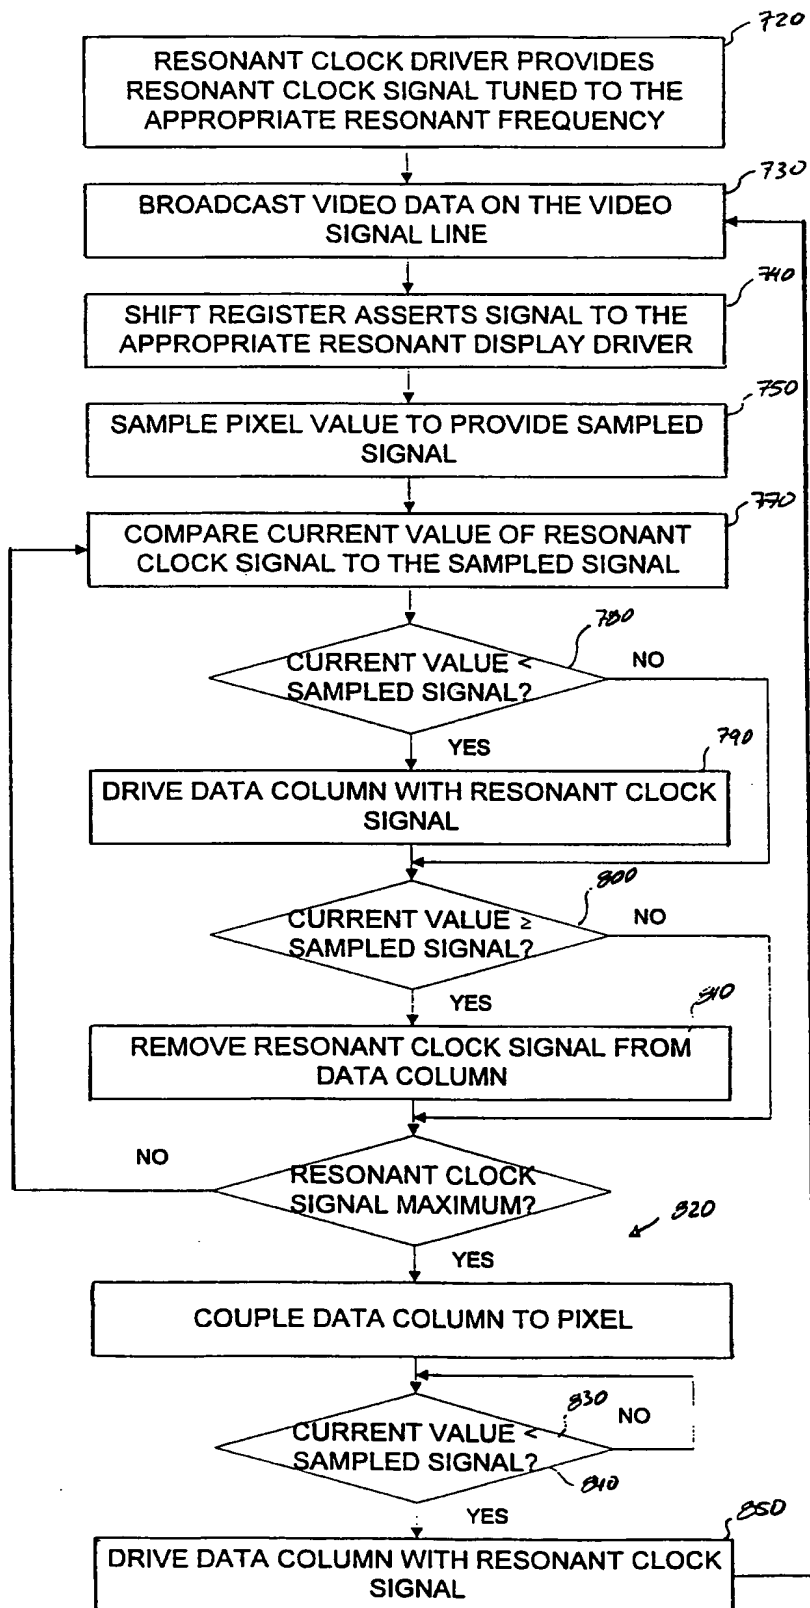 720
RESONANT CLOCK DRIVER PROVIDES
RESONANT CLOCK SIGNAL TUNED TO THE
APPROPRIATE RESONANT FREQUENCY
730
BROADCAST VIDEO DATA ON THE VIDEO
SIGNAL LINE
740
SHIFT REGISTER ASSERTS SIGNAL TO THE
APPROPRIATE RESONANT DISPLAY DRIVER
750
SAMPLE PIXEL VALUE TO PROVIDE SAMPLED
SIGNAL
770
COMPARE CURRENT VALUE OF RESONANT
CLOCK SIGNAL TO THE SAMPLED SIGNAL
780
CURRENT VALUE <
SAMPLED SIGNAL?
NO
YES
790
DRIVE DATA COLUMN WITH RESONANT CLOCK
SIGNAL
800
CURRENT VALUE ≥
SAMPLED SIGNAL?
NO
YES
810
REMOVE RESONANT CLOCK SIGNAL FROM
DATA COLUMN
NO
RESONANT CLOCK
SIGNAL MAXIMUM?
820
YES
COUPLE DATA COLUMN TO PIXEL
830
CURRENT VALUE <
SAMPLED SIGNAL?
NO
840
YES
850
DRIVE DATA COLUMN WITH RESONANT CLOCK
SIGNAL